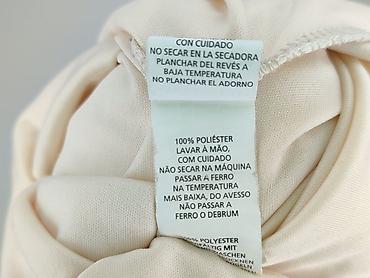 CON CUIDADO
NO SECAR EN LA SECADORA
PLANCHAR DEL REVÉS A
BAJA TEMPERATURA
NO PLANCHAR EL ADORNO
100% POLIÉSTER
LAVAR À MÃO,
COM CUIDADO
NÃO SECAR NA MÁQUINA
PASSAR A FERRO
NA TEMPERATURA
MAIS BAIXA, DO AVESSO
NÃO PASSAR A
FERRO O DEBRUM
POLYESTER